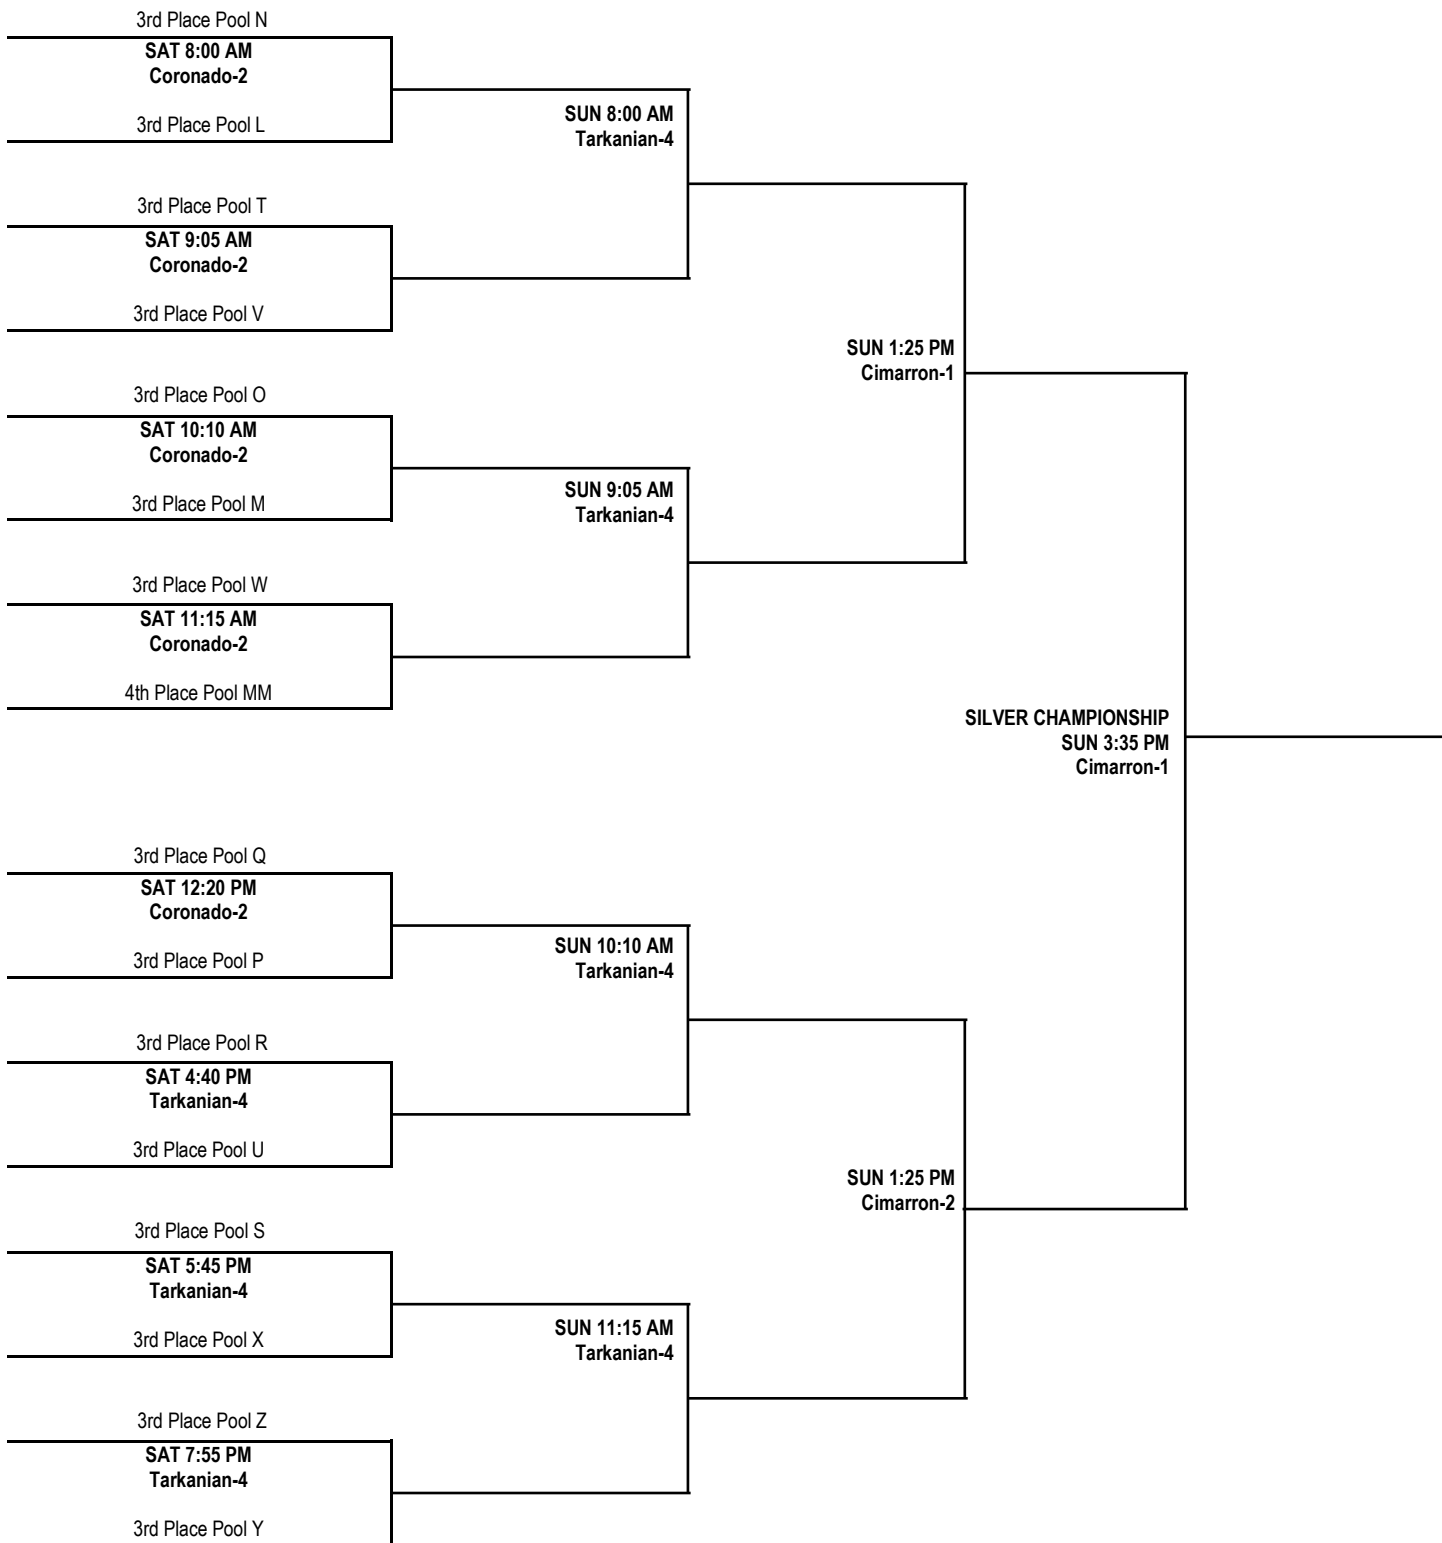 3rd Place Pool N
SAT 8:00 AM
Coronado-2
3rd Place Pool L
SUN 8:00 AM
Tarkanian-4
3rd Place Pool T
SAT 9:05 AM
Coronado-2
3rd Place Pool V
SUN 1:25 PM
Cimarron-1
3rd Place Pool O
SAT 10:10 AM
Coronado-2
3rd Place Pool M
SUN 9:05 AM
Tarkanian-4
3rd Place Pool W
SAT 11:15 AM
Coronado-2
4th Place Pool MM
SILVER CHAMPIONSHIP
SUN 3:35 PM
Cimarron-1
3rd Place Pool Q
SAT 12:20 PM
Coronado-2
3rd Place Pool P
SUN 10:10 AM
Tarkanian-4
3rd Place Pool R
SAT 4:40 PM
Tarkanian-4
3rd Place Pool U
SUN 1:25 PM
Cimarron-2
3rd Place Pool S
SAT 5:45 PM
Tarkanian-4
3rd Place Pool X
SUN 11:15 AM
Tarkanian-4
3rd Place Pool Z
SAT 7:55 PM
Tarkanian-4
3rd Place Pool Y